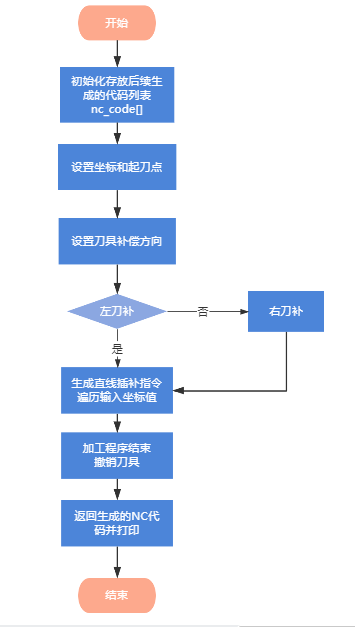 开始
初始化存放后续生
成的代码列表
nc_code[]
设置坐标和起刀点
设置刀具补偿方向
左刀补
否
右刀补
是
生成直线插补指令
遍历输入坐标值
加工程序结束
撤销刀具
返回生成的NC代
码并打印
结束